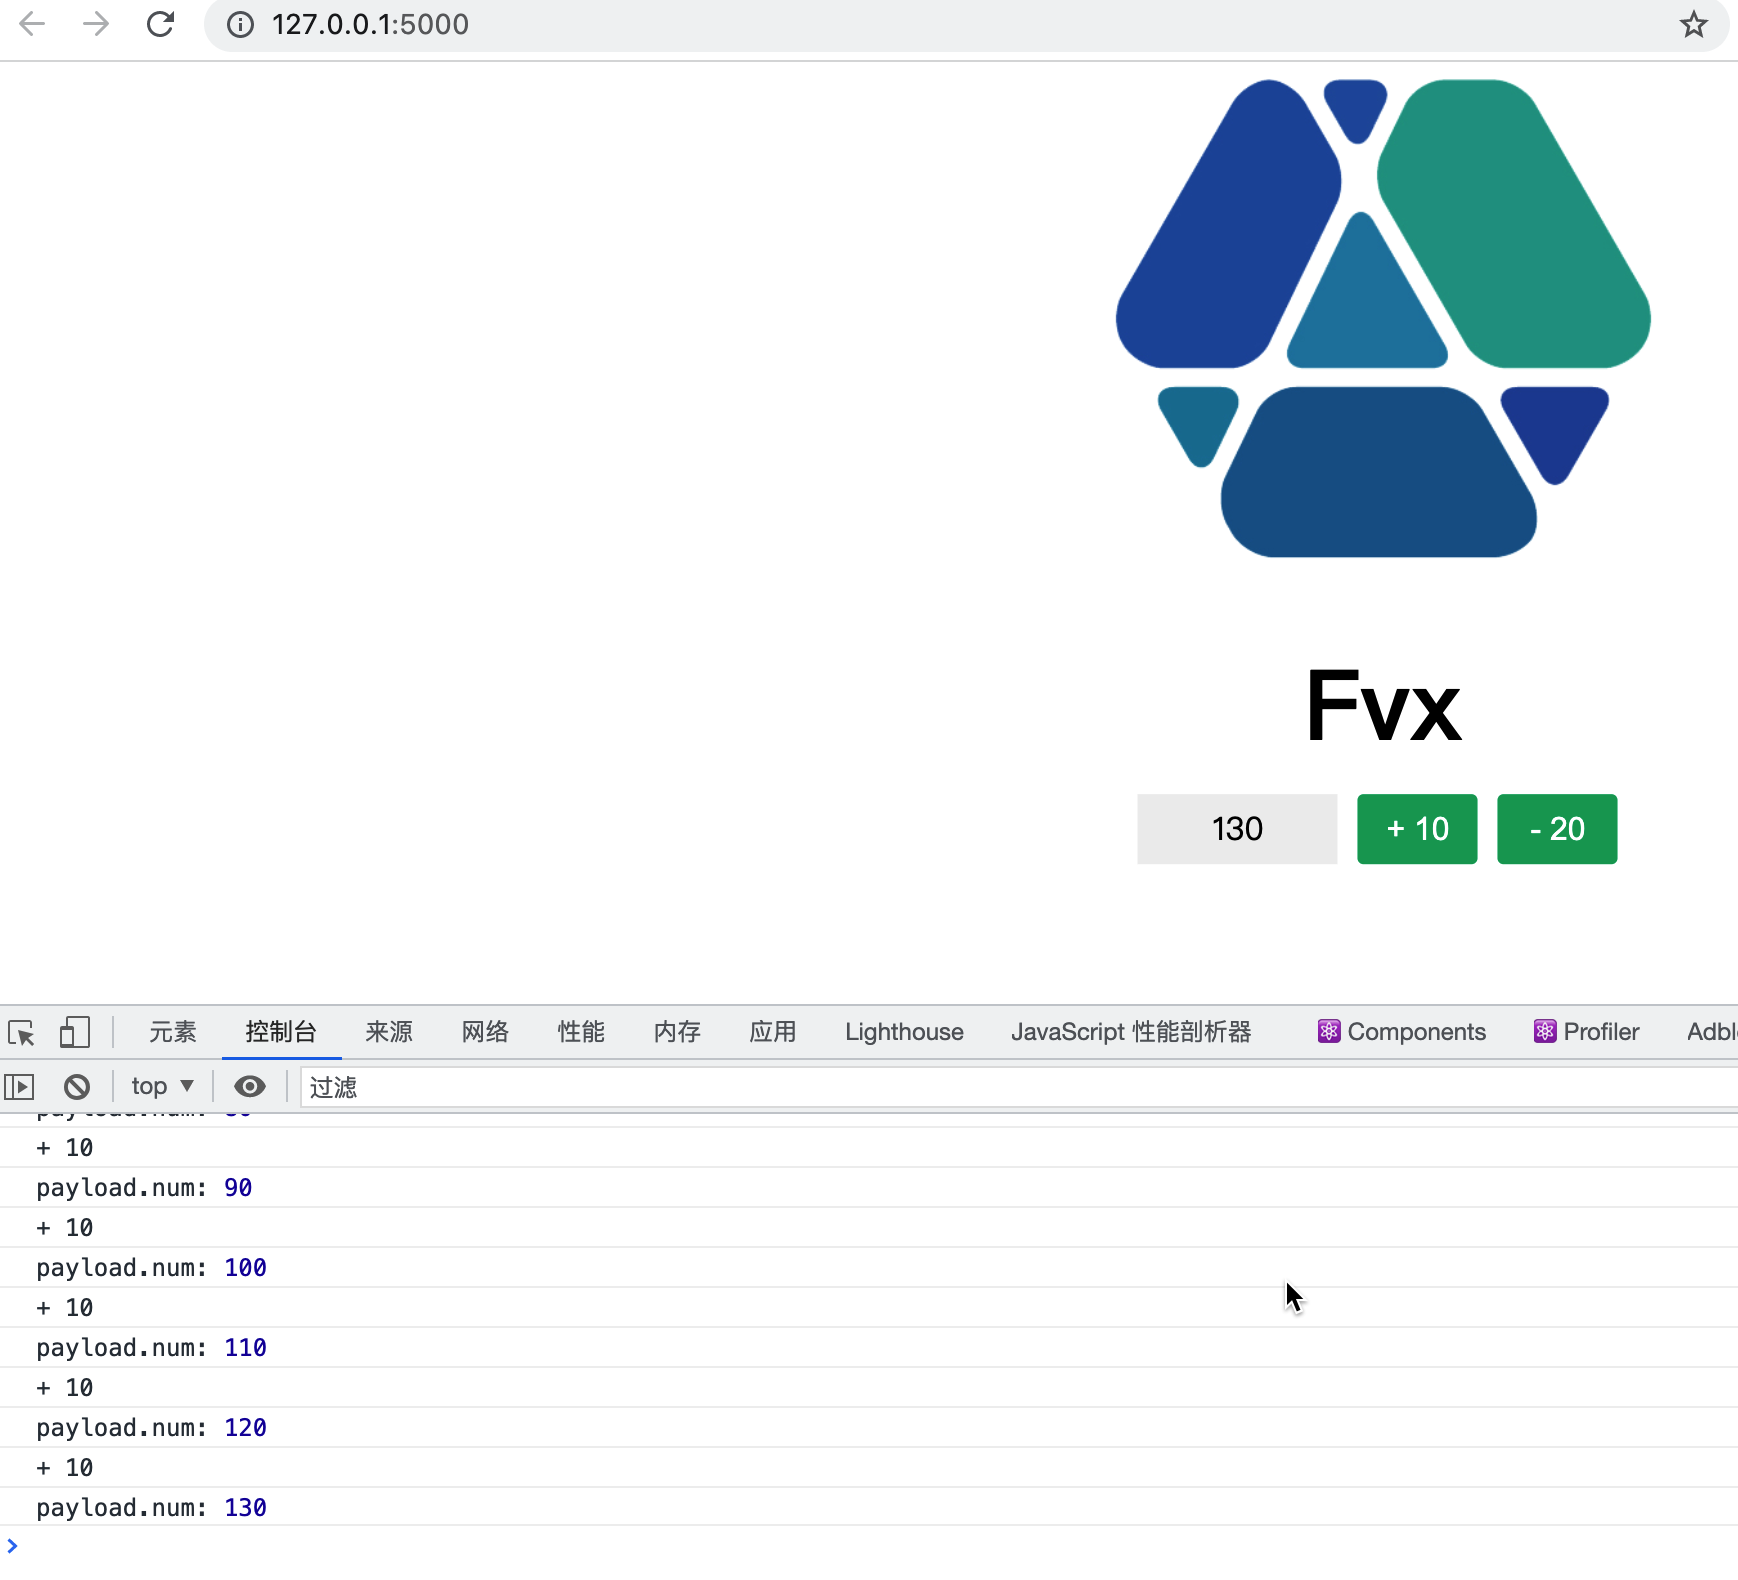 127.0.0.1:5000
Fvx
130
+ 10
- 20
元素 控制台 来源 网络 性能 内存 应用 Lighthouse JavaScript 性能剖析器 Components Profiler
top 过滤
+ 10
payload.num: 90
+ 10
payload.num: 100
+ 10
payload.num: 110
+ 10
payload.num: 120
+ 10
payload.num: 130